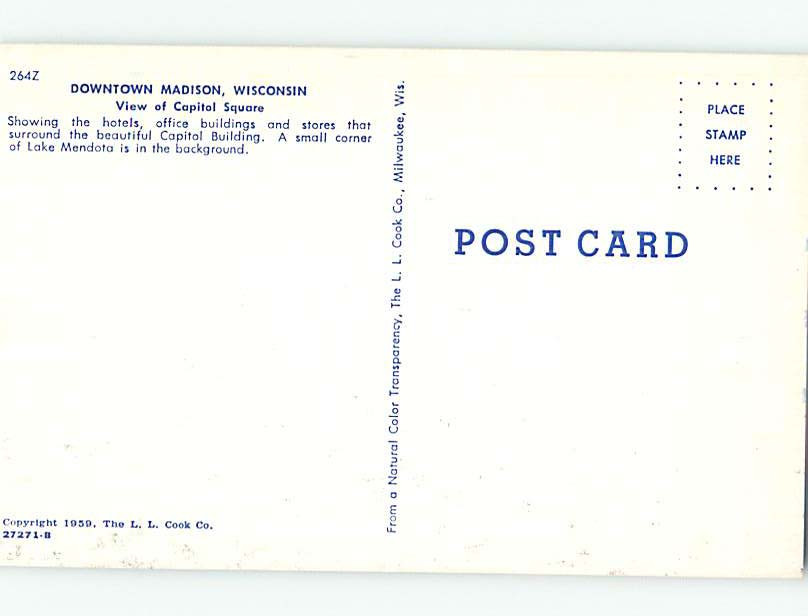 264Z
DOWNTOWN MADISON, WISCONSIN
View of Capitol Square
Showing the hotels, office buildings and stores that
surround the beautiful Capitol Building. A small corner
of Lake Mendota is in the background.
Copyright 1959, The L. L. Cook Co.
27271-B
From a Natural Color Transparency, The L. L. Cook Co., Milwaukee, Wis.
PLACE
STAMP
HERE
POST CARD